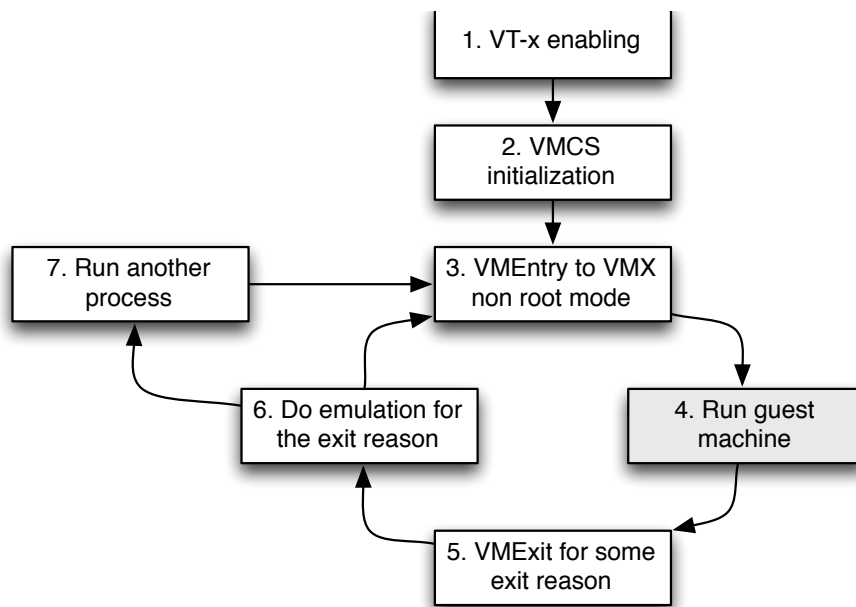 1. VT-x enabling
2. VMCS
initialization
7. Run another
process
3. VMEntry to VMX
non root mode
6. Do emulation for
the exit reason
4. Run guest
machine
5. VMExit for some
exit reason